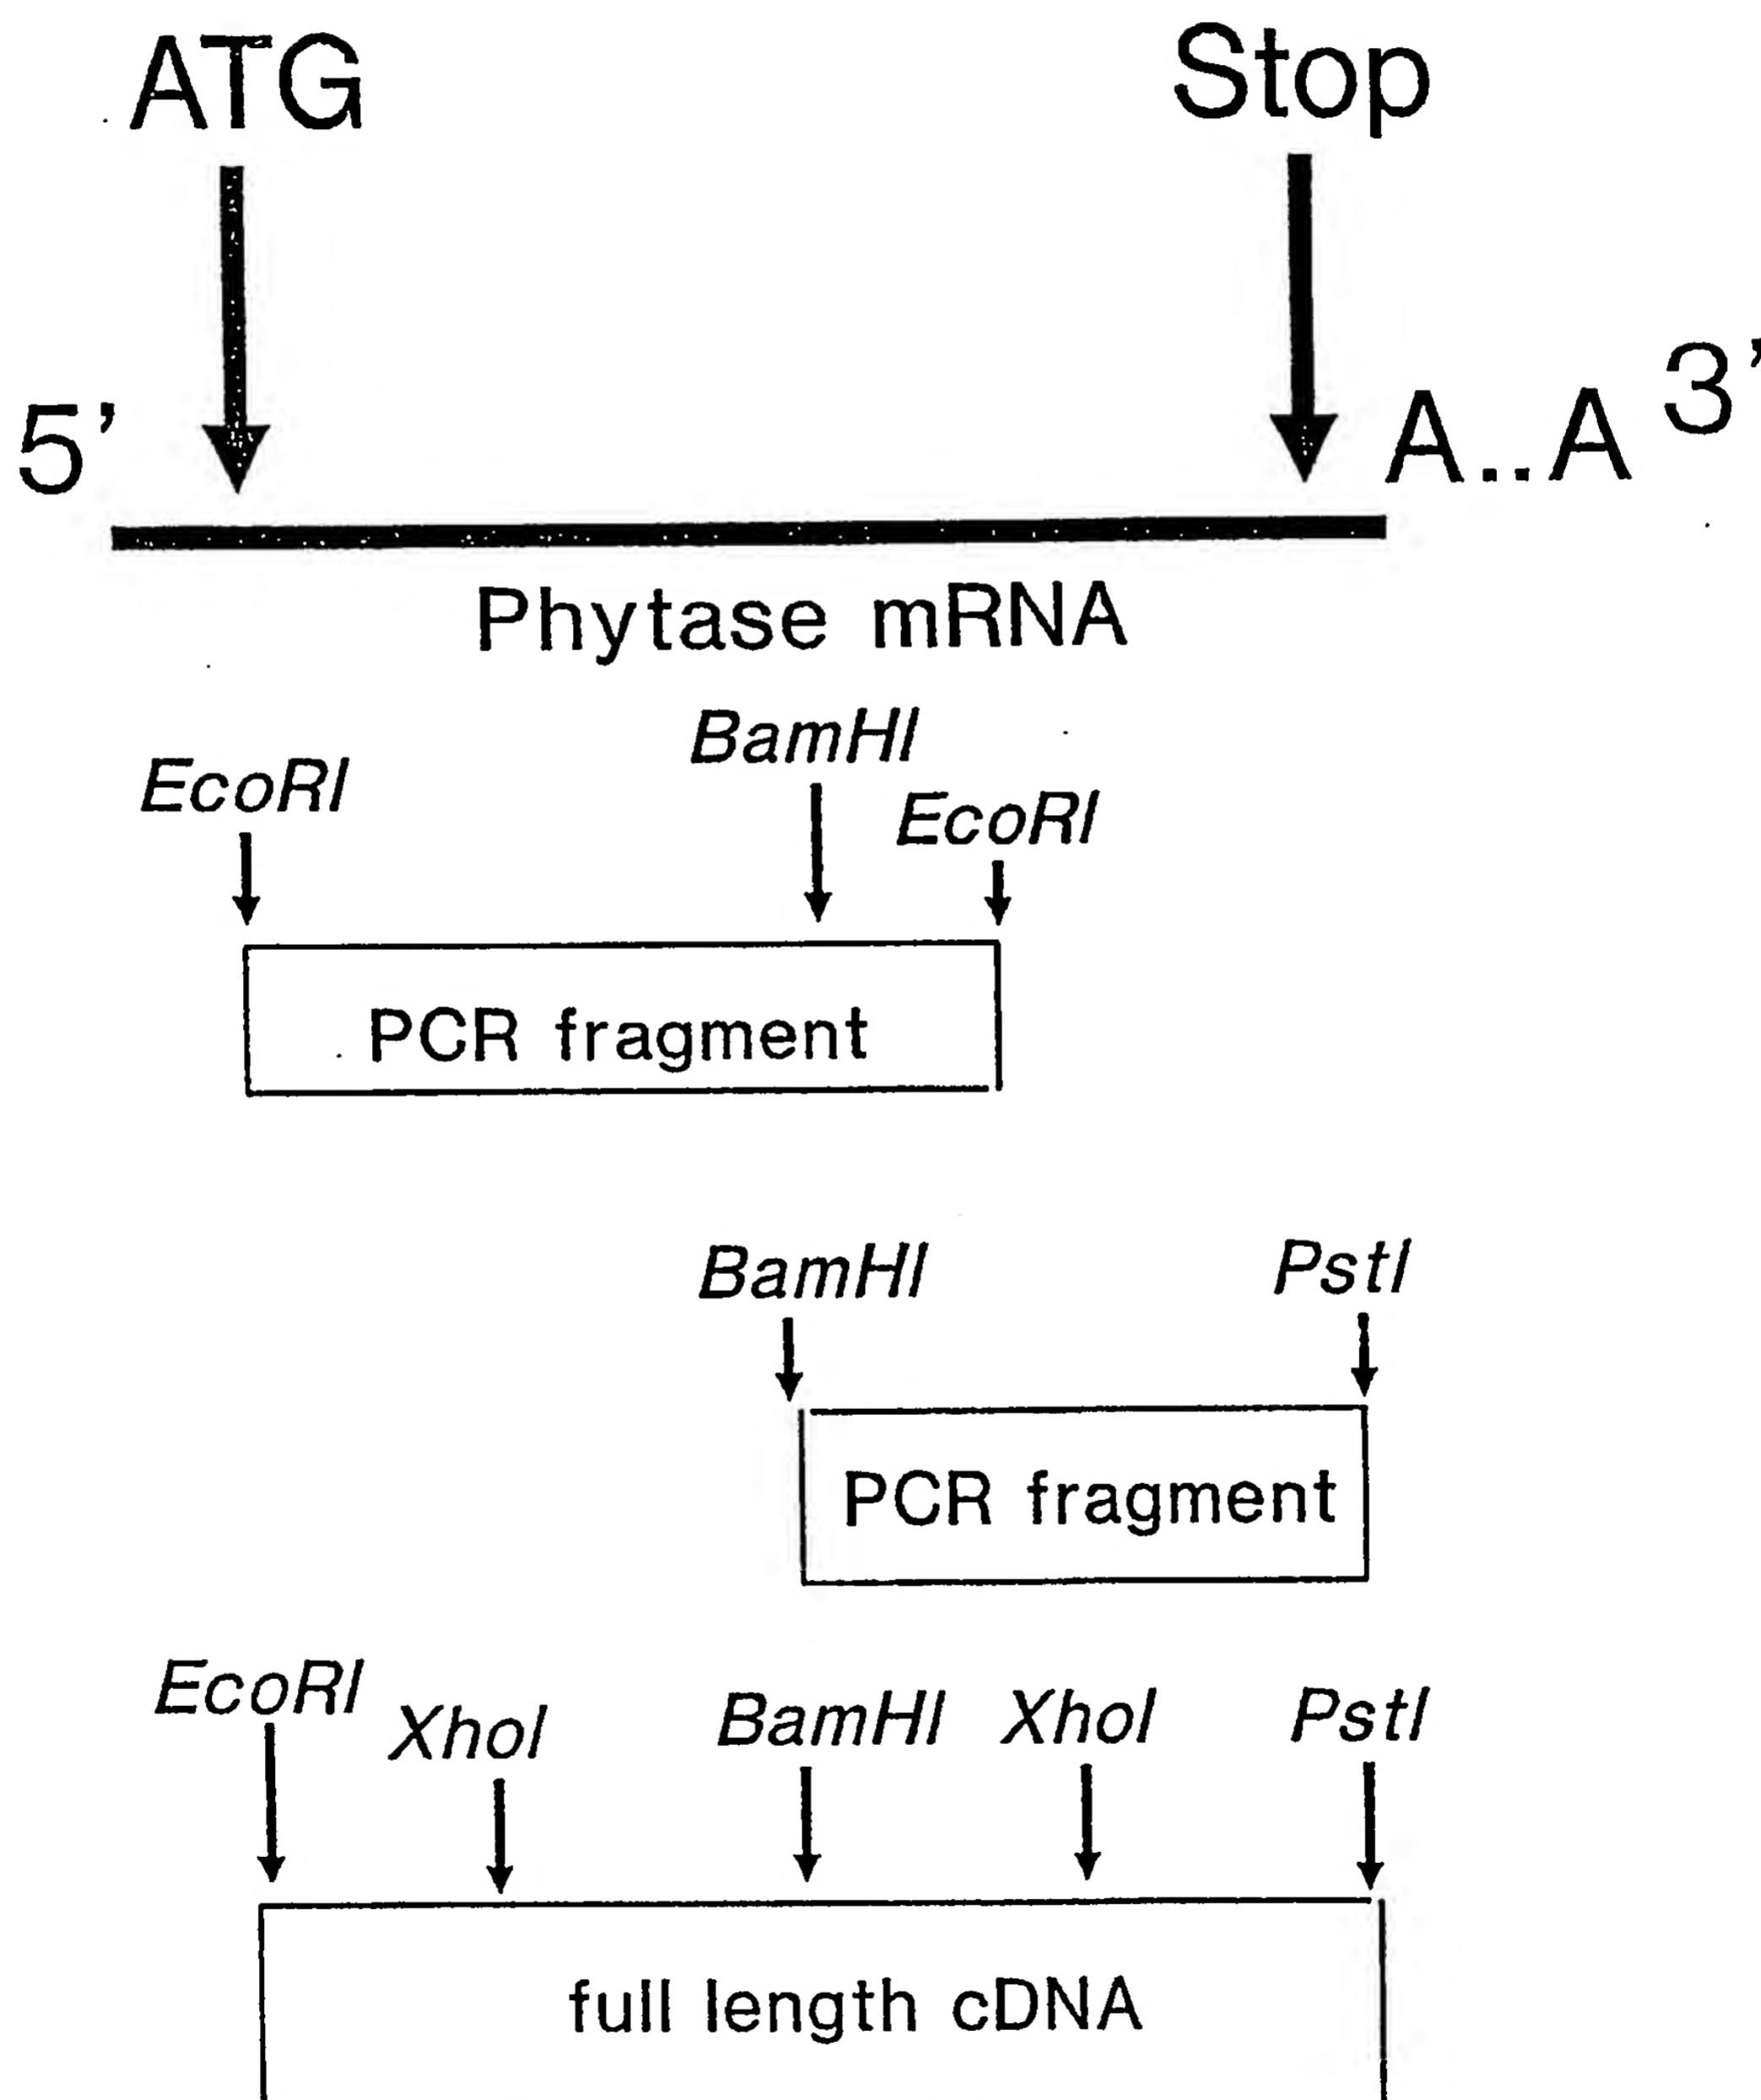 ATG Stop
5' A..A 3'
Phytase mRNA
BamHI
EcoRI EcoRI
PCR fragment
BamHI PstI
PCR fragment
EcoRI XhoI BamHI XhoI PstI
full length cDNA